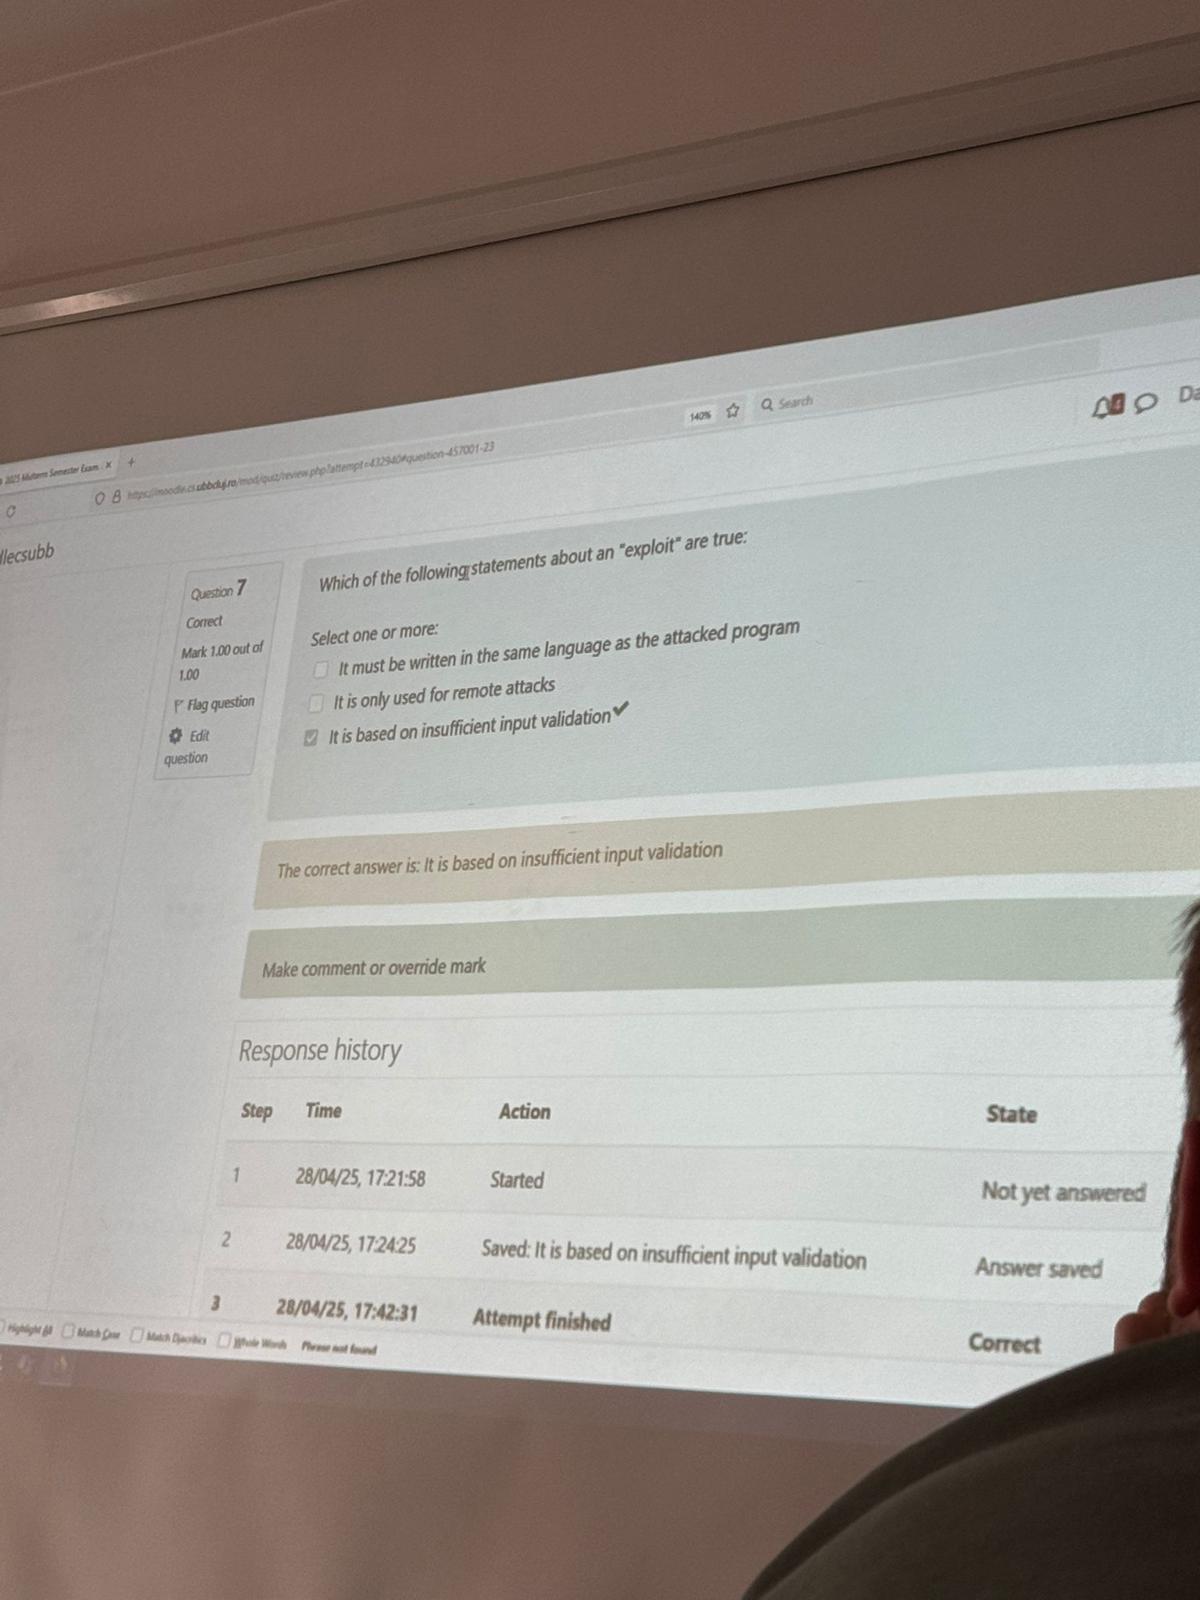 2025 Midterm Semester Exam
140%
Search
https://moodle.cs.ubbcluj.ro/mod/quiz/review.php?attempt=432940#question-457001-23
llecsubb
Da
Question 7
Correct
Mark 1.00 out of
1.00
Flag question
Edit
question
Which of the following statements about an "exploit" are true:
Select one or more:
It must be written in the same language as the attacked program
It is only used for remote attacks
It is based on insufficient input validation
The correct answer is: It is based on insufficient input validation
Make comment or override mark
Response history
Step Time Action State
1 28/04/25, 17:21:58 Started Not yet answered
2 28/04/25, 17:24:25 Saved: It is based on insufficient input validation Answer saved
3 28/04/25, 17:42:31 Attempt finished Correct
Highlight All Match Case Match Diacritics Whole Words Phrase not found